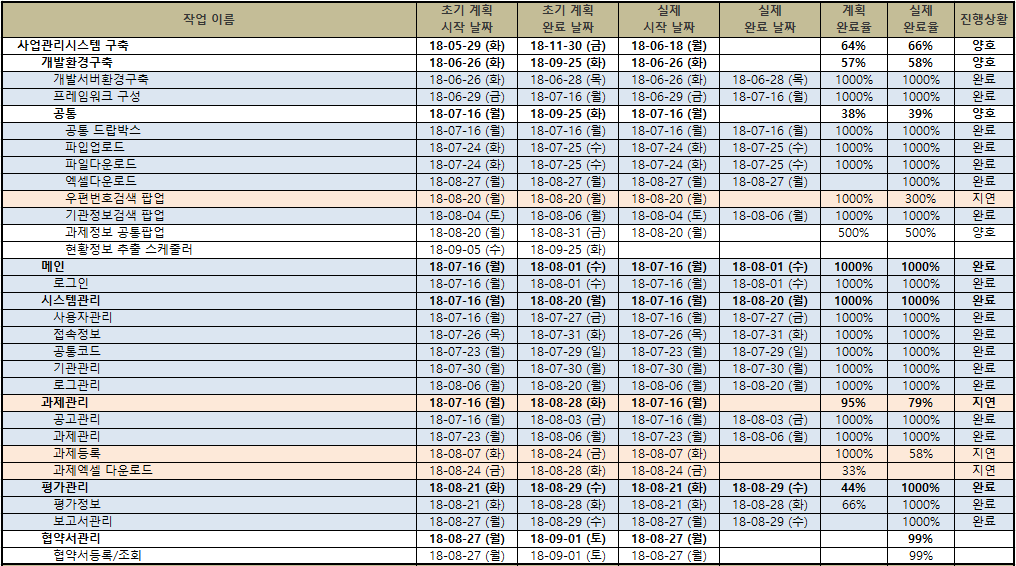 작업 이름 초기 계획 시작 날짜 초기 계획 완료 날짜 실제 시작 날짜 실제 완료 날짜 계획 완료율 실제 완료율 진행상황
사업관리시스템 구축 18-05-29 (화) 18-11-30 (금) 18-06-18 (월) 64% 66% 양호
개발환경구축 18-06-26 (화) 18-09-25 (화) 18-06-26 (화) 57% 58% 양호
개발서버환경구축 18-06-26 (화) 18-06-28 (목) 18-06-26 (화) 18-06-28 (목) 1000% 1000% 완료
프레임워크 구성 18-06-29 (금) 18-07-16 (월) 18-06-29 (금) 18-07-16 (월) 1000% 1000% 완료
공통 18-07-16 (월) 18-09-25 (화) 18-07-16 (월) 38% 39% 양호
공통 드랍박스 18-07-16 (월) 18-07-16 (월) 18-07-16 (월) 18-07-16 (월) 1000% 1000% 완료
파입업로드 18-07-24 (화) 18-07-25 (수) 18-07-24 (화) 18-07-25 (수) 1000% 1000% 완료
파일다운로드 18-07-24 (화) 18-07-25 (수) 18-07-24 (화) 18-07-25 (수) 1000% 1000% 완료
엑셀다운로드 18-08-27 (월) 18-08-27 (월) 18-08-27 (월) 18-08-27 (월) 1000% 완료
우편번호검색 팝업 18-08-20 (월) 18-08-20 (월) 18-08-20 (월) 1000% 300% 지연
기관정보검색 팝업 18-08-04 (토) 18-08-06 (월) 18-08-04 (토) 18-08-06 (월) 1000% 1000% 완료
과제정보 공통팝업 18-08-20 (월) 18-08-31 (금) 18-08-20 (월) 500% 500% 양호
현황정보 추출 스케줄러 18-09-05 (수) 18-09-25 (화)
메인 18-07-16 (월) 18-08-01 (수) 18-07-16 (월) 18-08-01 (수) 1000% 1000% 완료
로그인 18-07-16 (월) 18-08-01 (수) 18-07-16 (월) 18-08-01 (수) 1000% 1000% 완료
시스템관리 18-07-16 (월) 18-08-20 (월) 18-07-16 (월) 18-08-20 (월) 1000% 1000% 완료
사용자관리 18-07-16 (월) 18-07-27 (금) 18-07-16 (월) 18-07-27 (금) 1000% 1000% 완료
접속정보 18-07-26 (목) 18-07-31 (화) 18-07-26 (목) 18-07-31 (화) 1000% 1000% 완료
공통코드 18-07-23 (월) 18-07-29 (일) 18-07-23 (월) 18-07-29 (일) 1000% 1000% 완료
기관관리 18-07-30 (월) 18-07-30 (월) 18-07-30 (월) 18-07-30 (월) 1000% 1000% 완료
로그관리 18-08-06 (월) 18-08-20 (월) 18-08-06 (월) 18-08-20 (월) 1000% 1000% 완료
과제관리 18-07-16 (월) 18-08-28 (화) 18-07-16 (월) 95% 79% 지연
공고관리 18-07-16 (월) 18-08-03 (금) 18-07-16 (월) 18-08-03 (금) 1000% 1000% 완료
과제관리 18-07-23 (월) 18-08-06 (월) 18-07-23 (월) 18-08-06 (월) 1000% 1000% 완료
과제등록 18-08-07 (화) 18-08-24 (금) 18-08-07 (화) 1000% 58% 지연
과제엑셀 다운로드 18-08-24 (금) 18-08-28 (화) 18-08-24 (금) 33% 지연
평가관리 18-08-21 (화) 18-08-29 (수) 18-08-21 (화) 18-08-29 (수) 44% 1000% 완료
평가정보 18-08-21 (화) 18-08-28 (화) 18-08-21 (화) 18-08-28 (화) 66% 1000% 완료
보고서관리 18-08-27 (월) 18-08-29 (수) 18-08-27 (월) 18-08-29 (수) 1000% 완료
협약서관리 18-08-27 (월) 18-09-01 (토) 18-08-27 (월) 99%
협약서등록/조회 18-08-27 (월) 18-09-01 (토) 18-08-27 (월) 99%